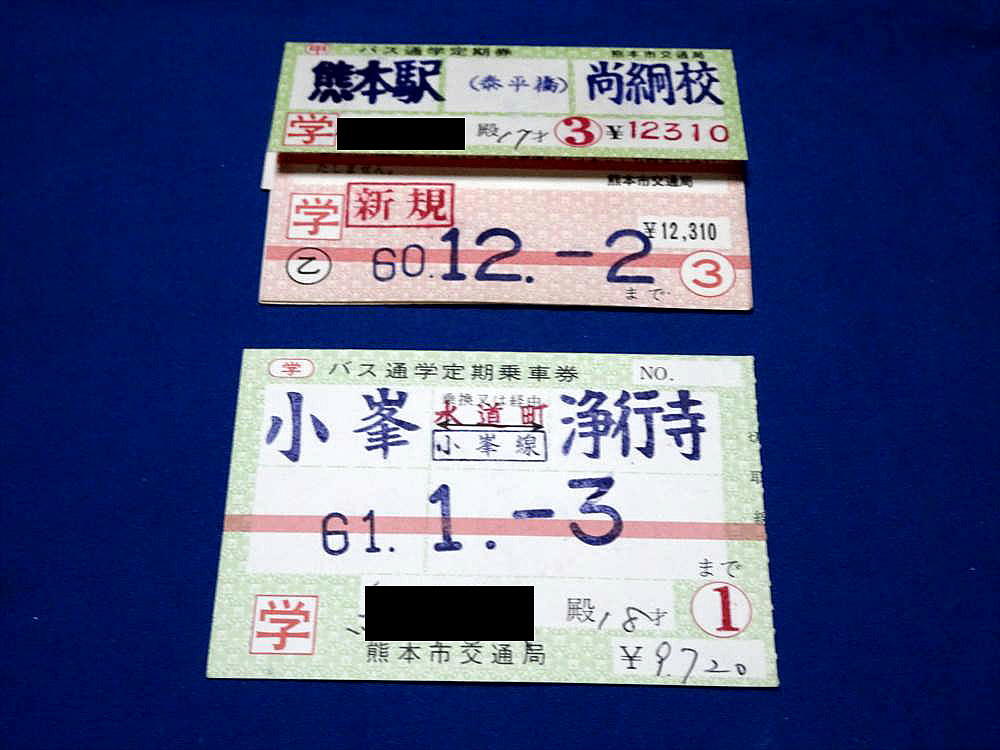 甲 バス通学定期券 熊本市交通局
熊本駅 (泰平橋) 尚絅校
学 殿 17才 3 ¥12310
たしません。
熊本市交通局
学 新規 ¥12,310
乙 60.12.-2 3
まで
学 バス通学定期乗車券 NO.
乗換又は経由
小峯 水道町 浄行寺
小峯線
61.1.-3
まで
殿 18才 1
学 熊本市交通局 ¥9.720